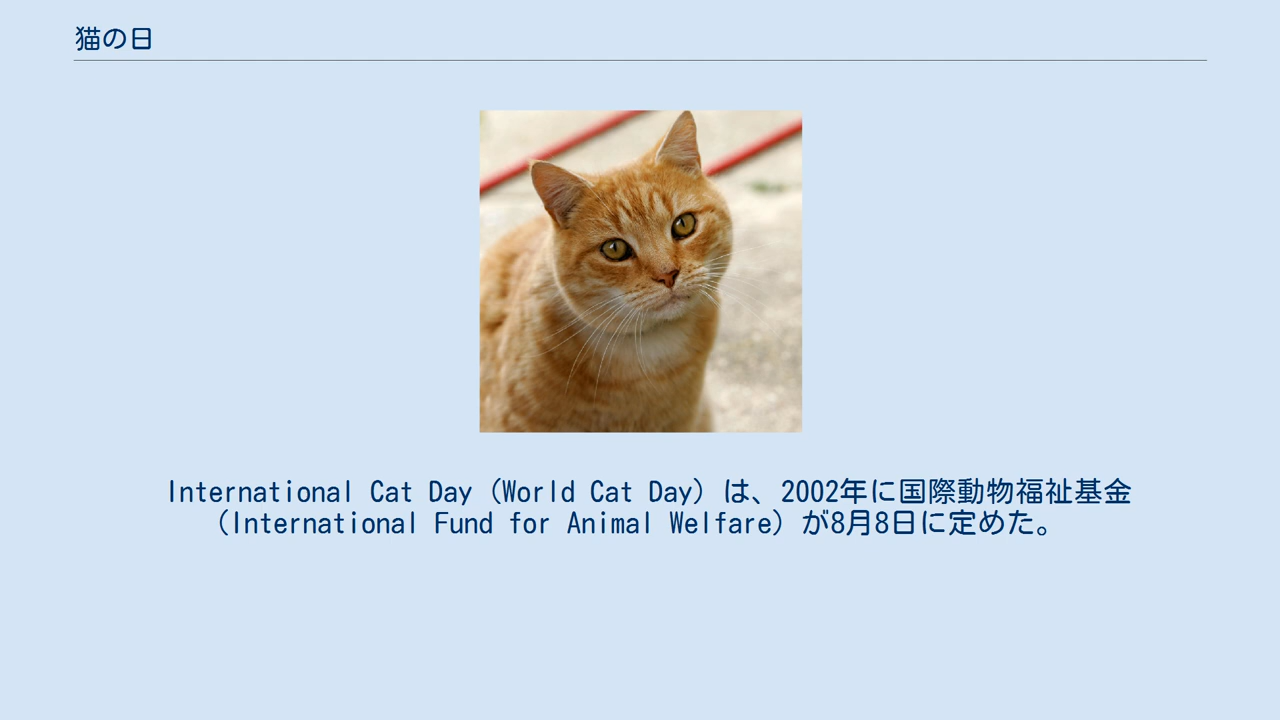 猫の日
International Cat Day (World Cat Day) は、2002年に国際動物福祉基金
(International Fund for Animal Welfare) が8月8日に定めた。